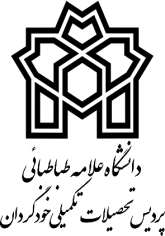 دانشگاه علامه طباطبائی
پردیس تحصیلات تکمیلی خودگردان